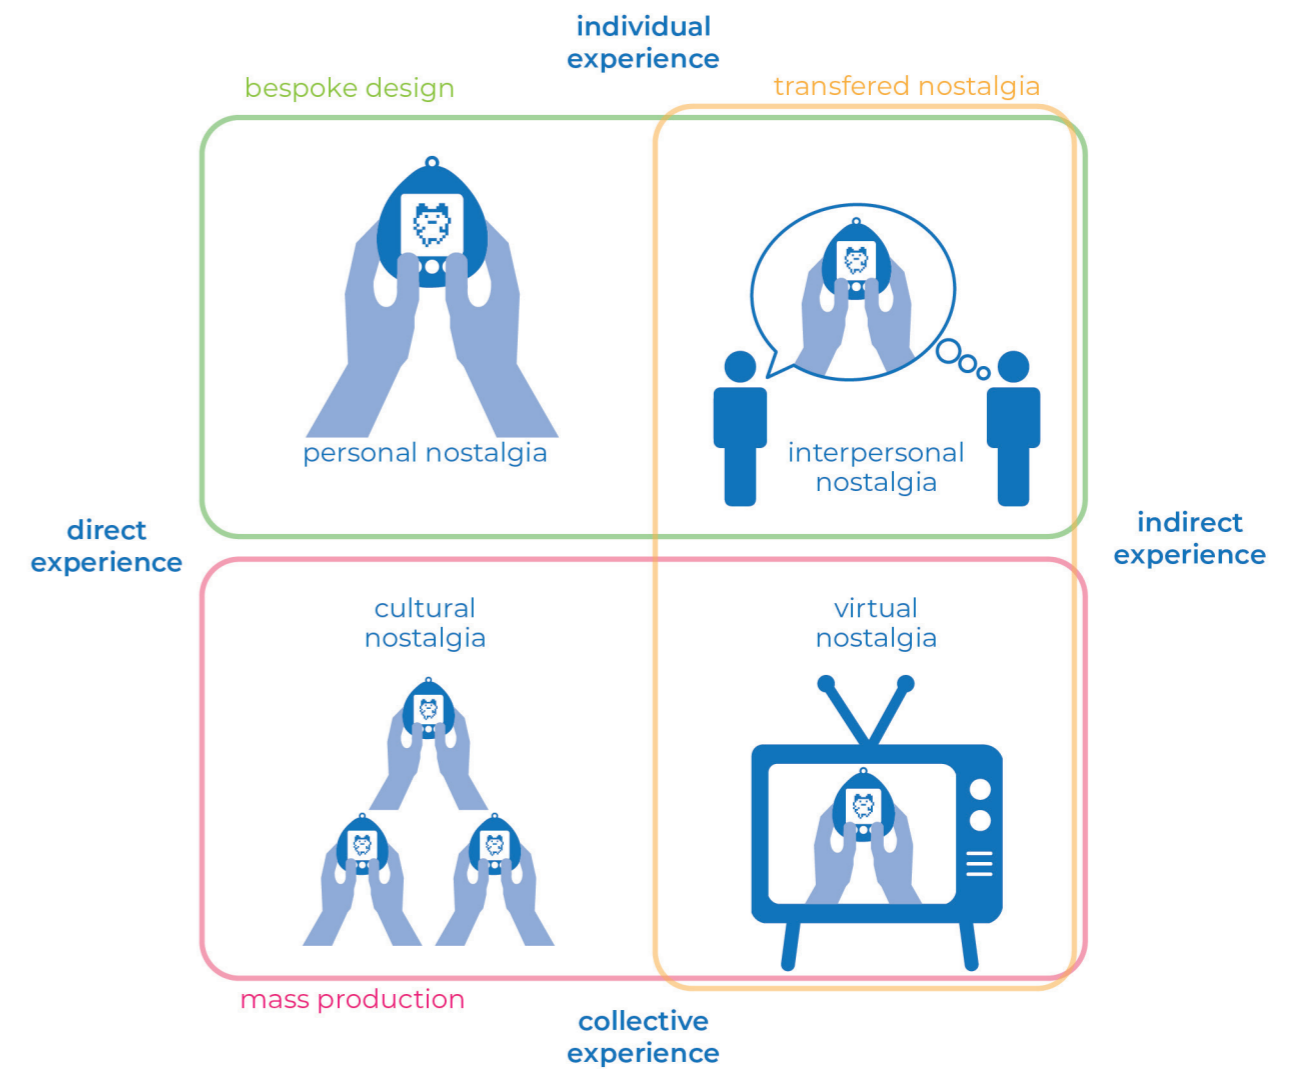 individual
experience
bespoke design
transfered nostalgia
personal nostalgia
interpersonal
nostalgia
direct
experience
indirect
experience
cultural
nostalgia
virtual
nostalgia
mass production
collective
experience